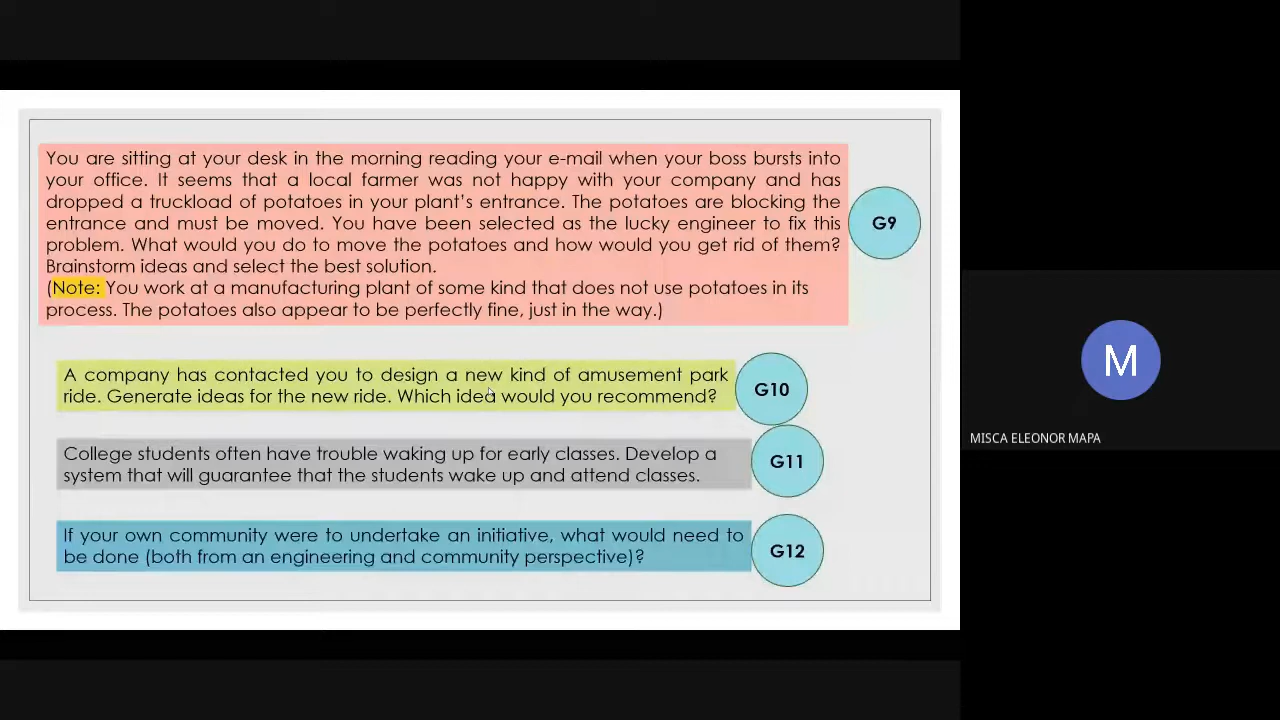 You are sitting at your desk in the morning reading your e-mail when your boss bursts into
your office. It seems that a local farmer was not happy with your company and has
dropped a truckload of potatoes in your plant's entrance. The potatoes are blocking the
entrance and must be moved. You have been selected as the lucky engineer to fix this
problem. What would you do to move the potatoes and how would you get rid of them?
Brainstorm ideas and select the best solution.
(Note: You work at a manufacturing plant of some kind that does not use potatoes in its
process. The potatoes also appear to be perfectly fine, just in the way.)
G9
A company has contacted you to design a new kind of amusement park
ride. Generate ideas for the new ride. Which idea would you recommend?
G10
College students often have trouble waking up for early classes. Develop a
system that will guarantee that the students wake up and attend classes.
G11
If your own community were to undertake an initiative, what would need to
be done (both from an engineering and community perspective)?
G12
M
MISCA ELEONOR MAPA